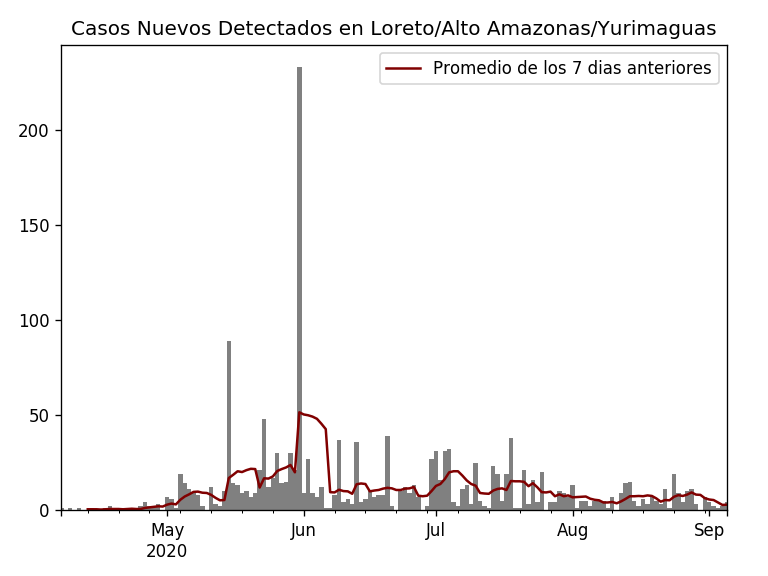 Casos Nuevos Detectados en Loreto/Alto Amazonas/Yurimaguas
Promedio de los 7 dias anteriores
200
150
100
50
0
May Jun Jul Aug Sep
2020